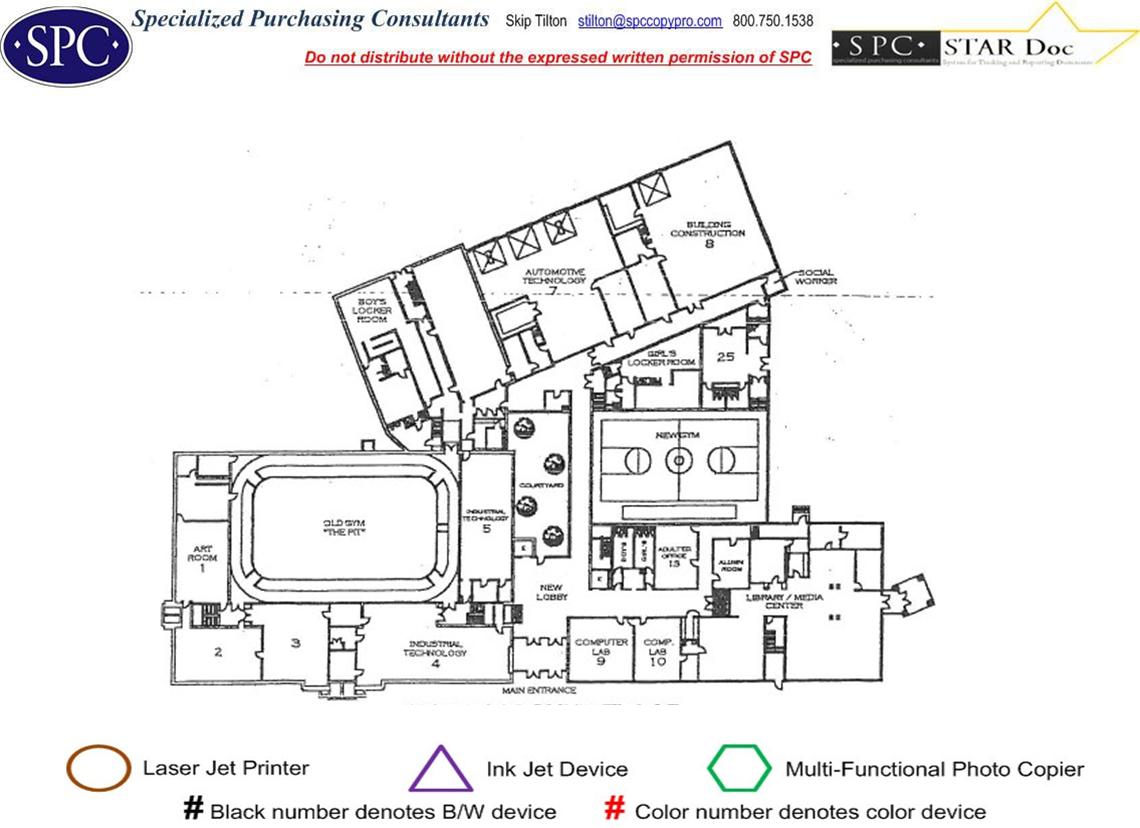 SPC
Specialized Purchasing Consultants Skip Tilton stilton@spccopypro.com 800.750.1538
Do not distribute without the expressed written permission of SPC
• SPC • STAR Doc
specialized purchasing consultants System for Tracking and Reporting Documents
BUILDING
CONSTRUCTION
8
AUTOMOTIVE
TECHNOLOGY
7
SOCIAL
WORKER
BOY'S
LOCKER
ROOM
GIRL'S
LOCKER ROOM
25
NEW GYM
COURTYARD
OLD GYM
"THE PIT"
INDUSTRIAL
TECHNOLOGY
5
ART
ROOM
1
BOY'S
GIRL'S
ADULT ED.
OFFICE
13
ALUMNI
ROOM
E
E
NEW
LOBBY
LIBRARY / MEDIA
CENTER
2
3
INDUSTRIAL
TECHNOLOGY
4
COMPUTER
LAB
9
COMP.
LAB
10
MAIN ENTRANCE
Laser Jet Printer
Ink Jet Device
Multi-Functional Photo Copier
# Black number denotes B/W device
# Color number denotes color device